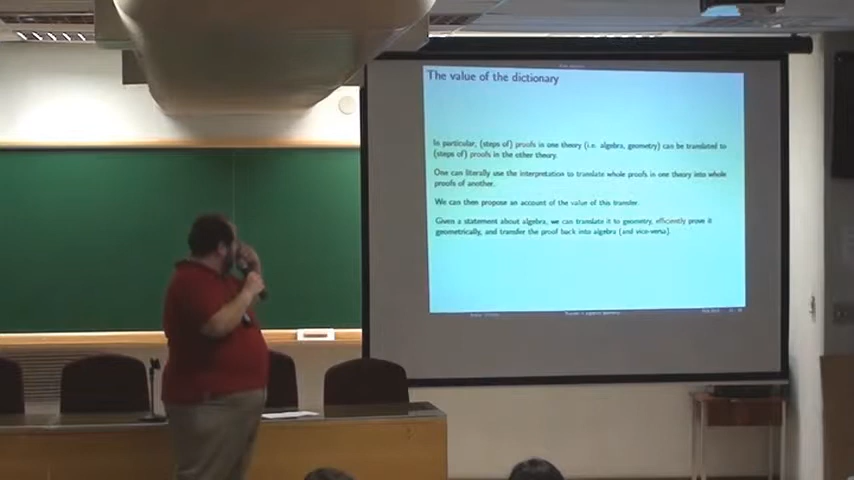 The value of the dictionary
In particular, (steps of) proofs in one theory (i.e. algebra, geometry) can be translated to
(steps of) proofs in the other theory.
One can literally use the interpretation to translate whole proofs in one theory into whole
proofs of another.
We can then propose an account of the value of this transfer.
Given a statement about algebra, we can translate it to geometry, efficiently prove it
geometrically, and transfer the proof back into algebra (and vice-versa).